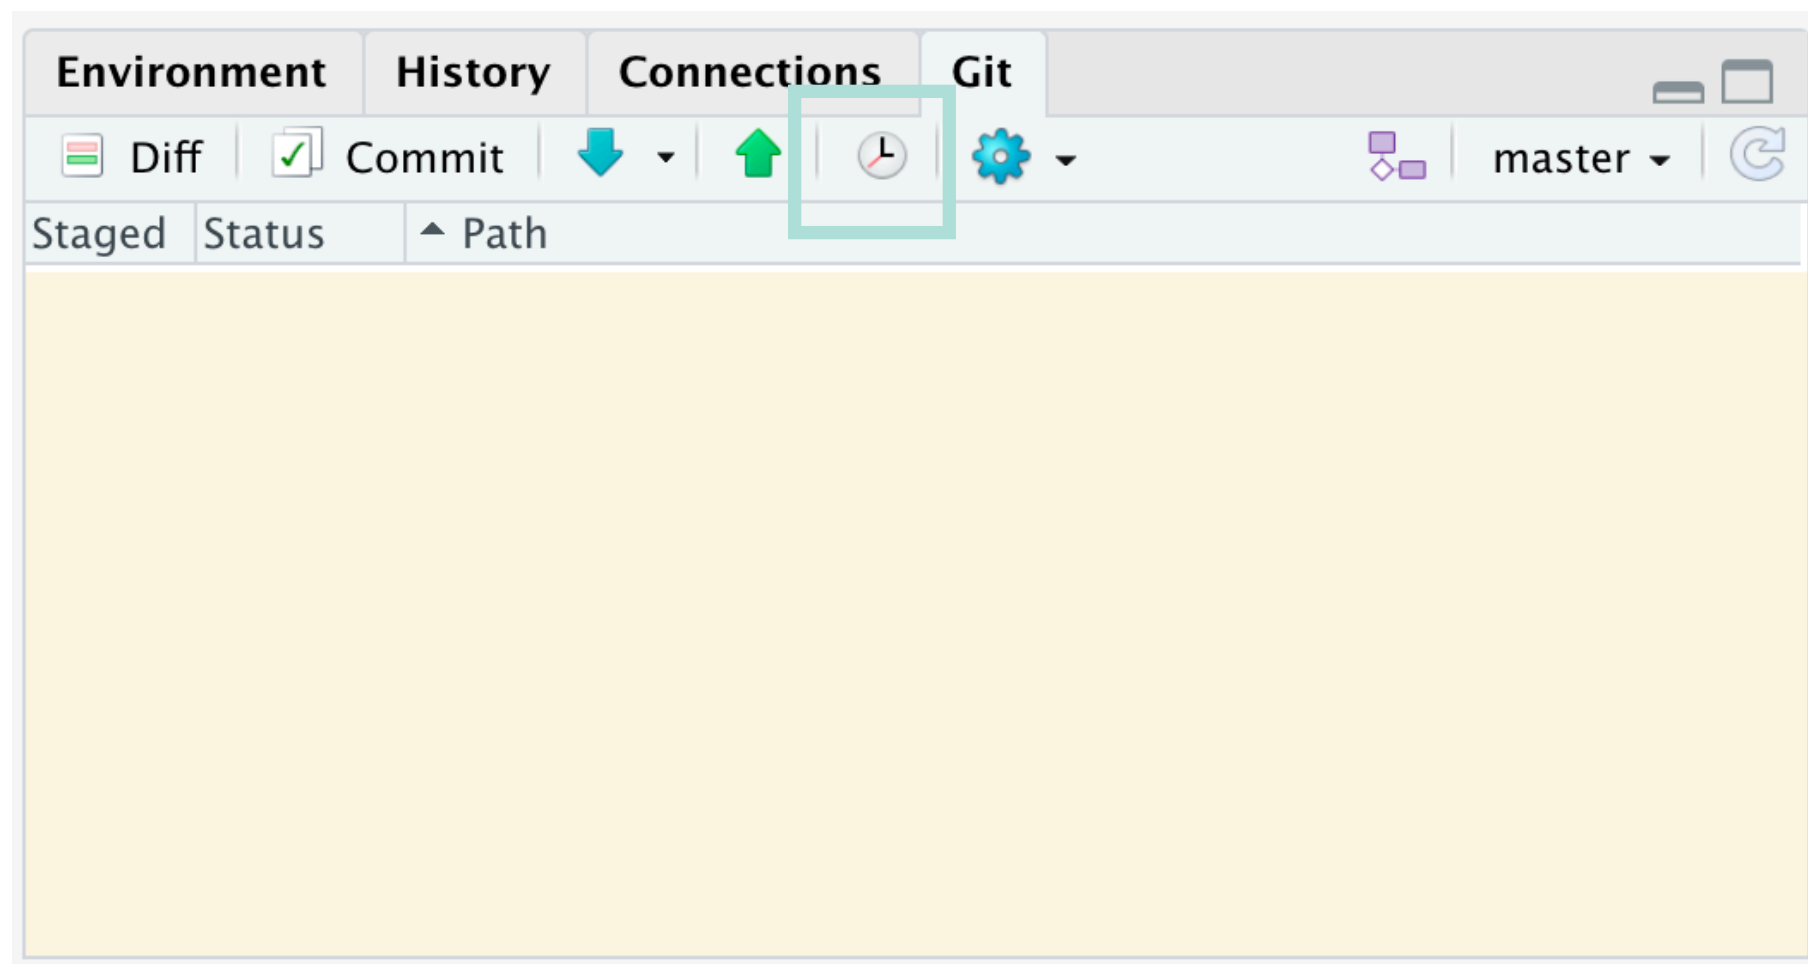 Environment History Connections Git
Diff Commit master
Staged Status Path